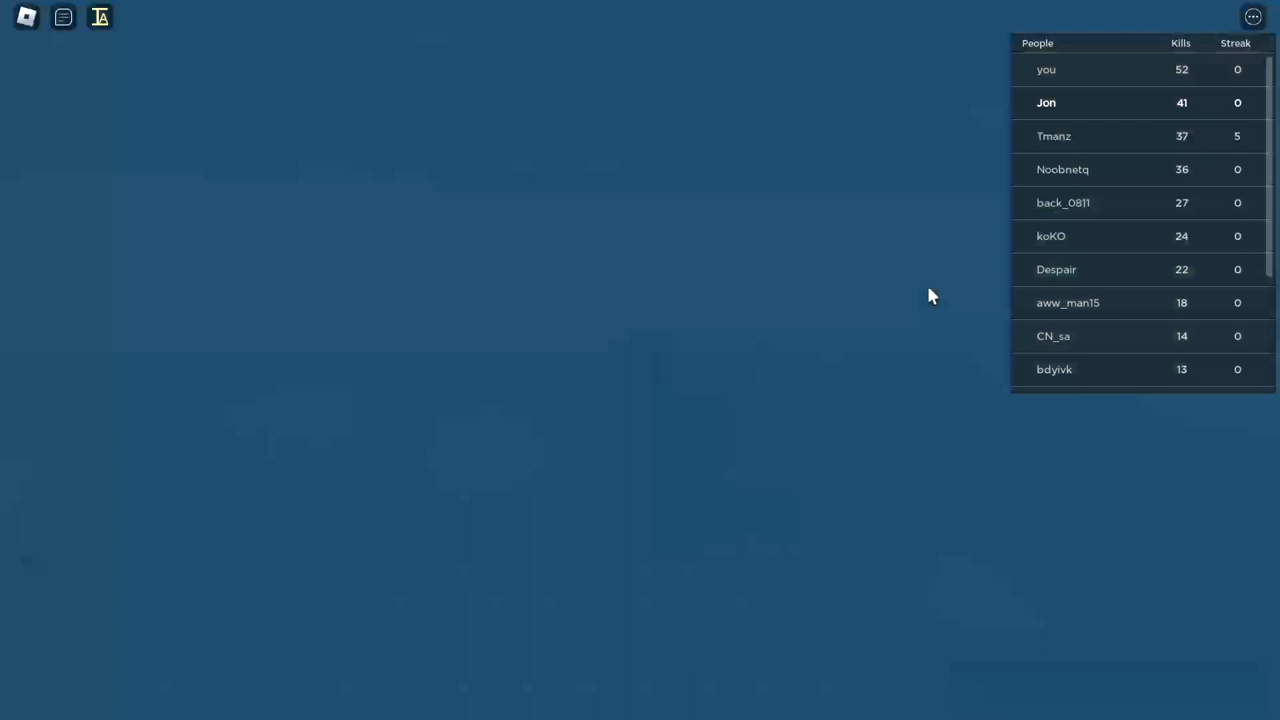 TA
People Kills Streak
you 52 0
Jon 41 0
Tmanz 37 5
Noobnetq 36 0
back_0811 27 0
koKO 24 0
Despair 22 0
aww_man15 18 0
CN_sa 14 0
bdyivk 13 0